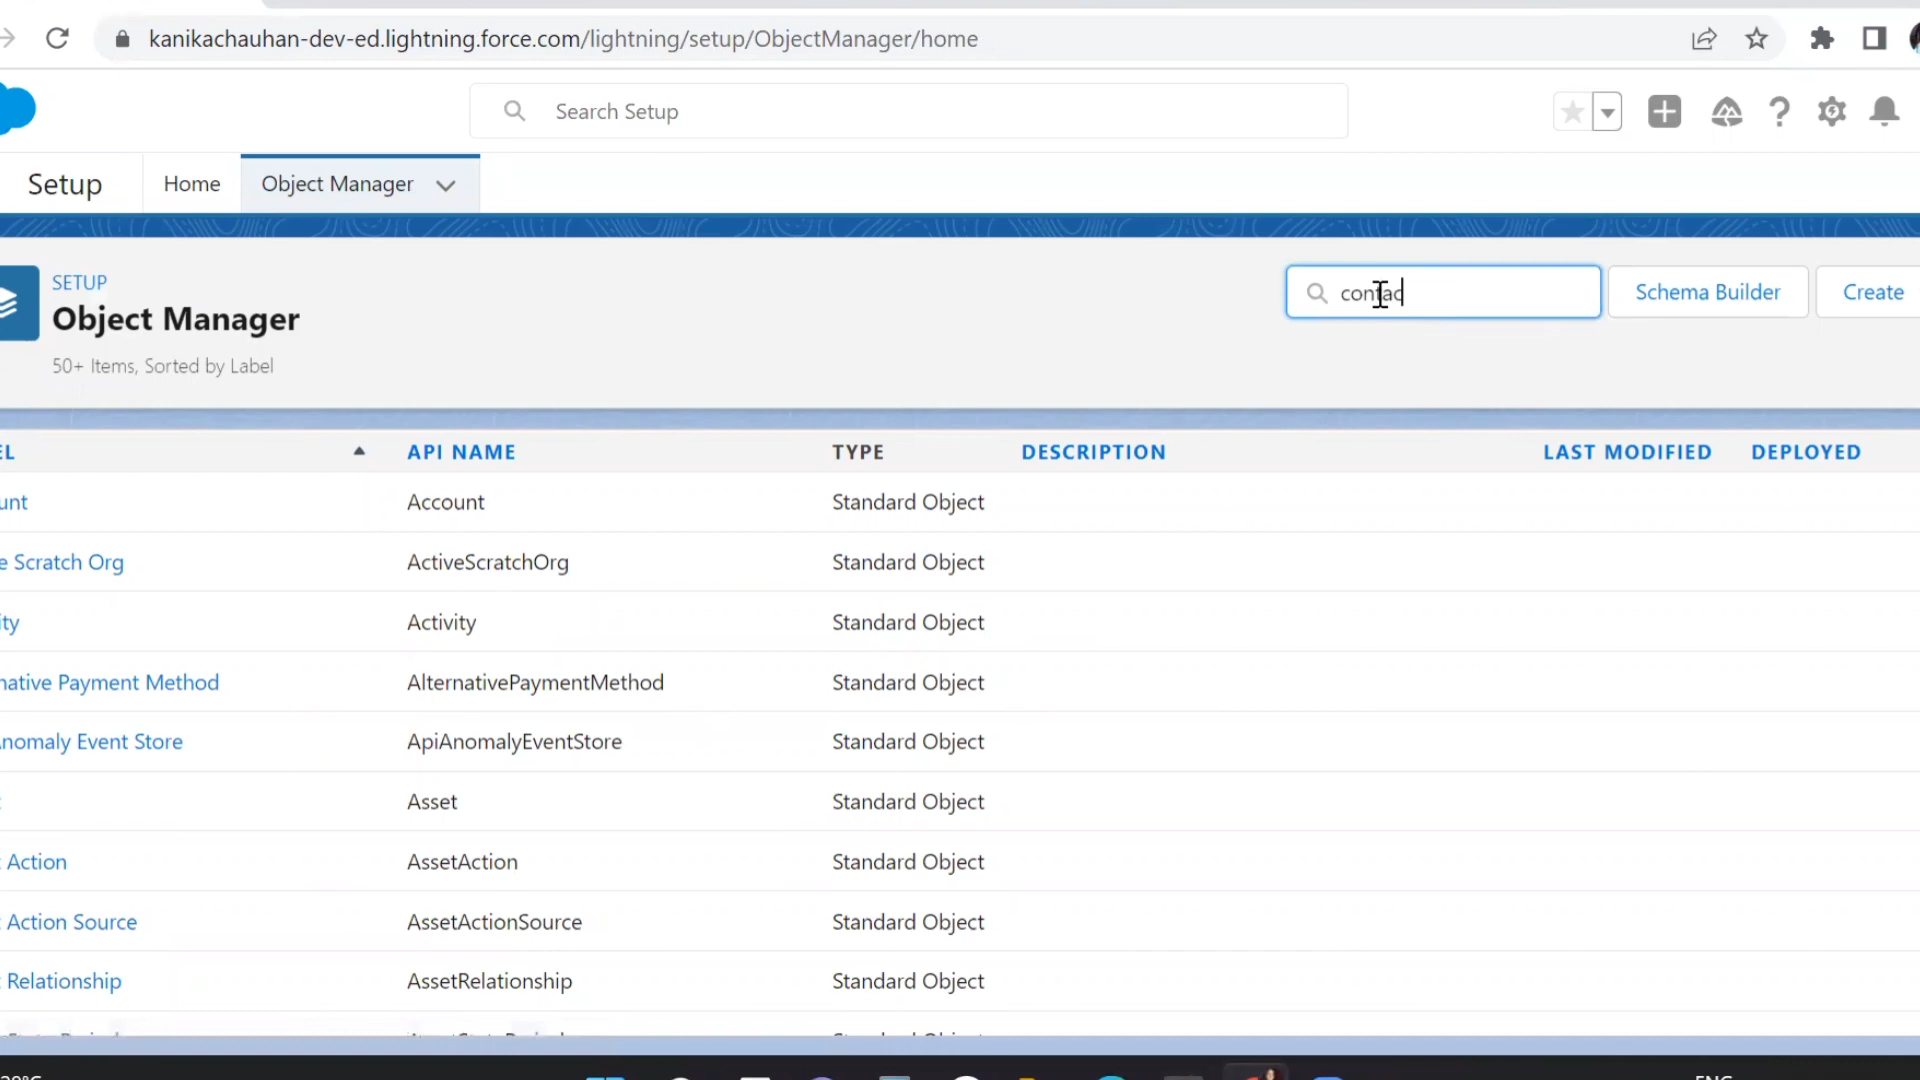 kanikachauhan-dev-ed.lightning.force.com/lightning/setup/ObjectManager/home
Search Setup
Setup Home Object Manager
SETUP
Object Manager
50+ Items, Sorted by Label
contac
Schema Builder
Create
EL API NAME TYPE DESCRIPTION LAST MODIFIED DEPLOYED
unt Account Standard Object
e Scratch Org ActiveScratchOrg Standard Object
ity Activity Standard Object
native Payment Method AlternativePaymentMethod Standard Object
Anomaly Event Store ApiAnomalyEventStore Standard Object
t Asset Standard Object
t Action AssetAction Standard Object
t Action Source AssetActionSource Standard Object
t Relationship AssetRelationship Standard Object
ENG